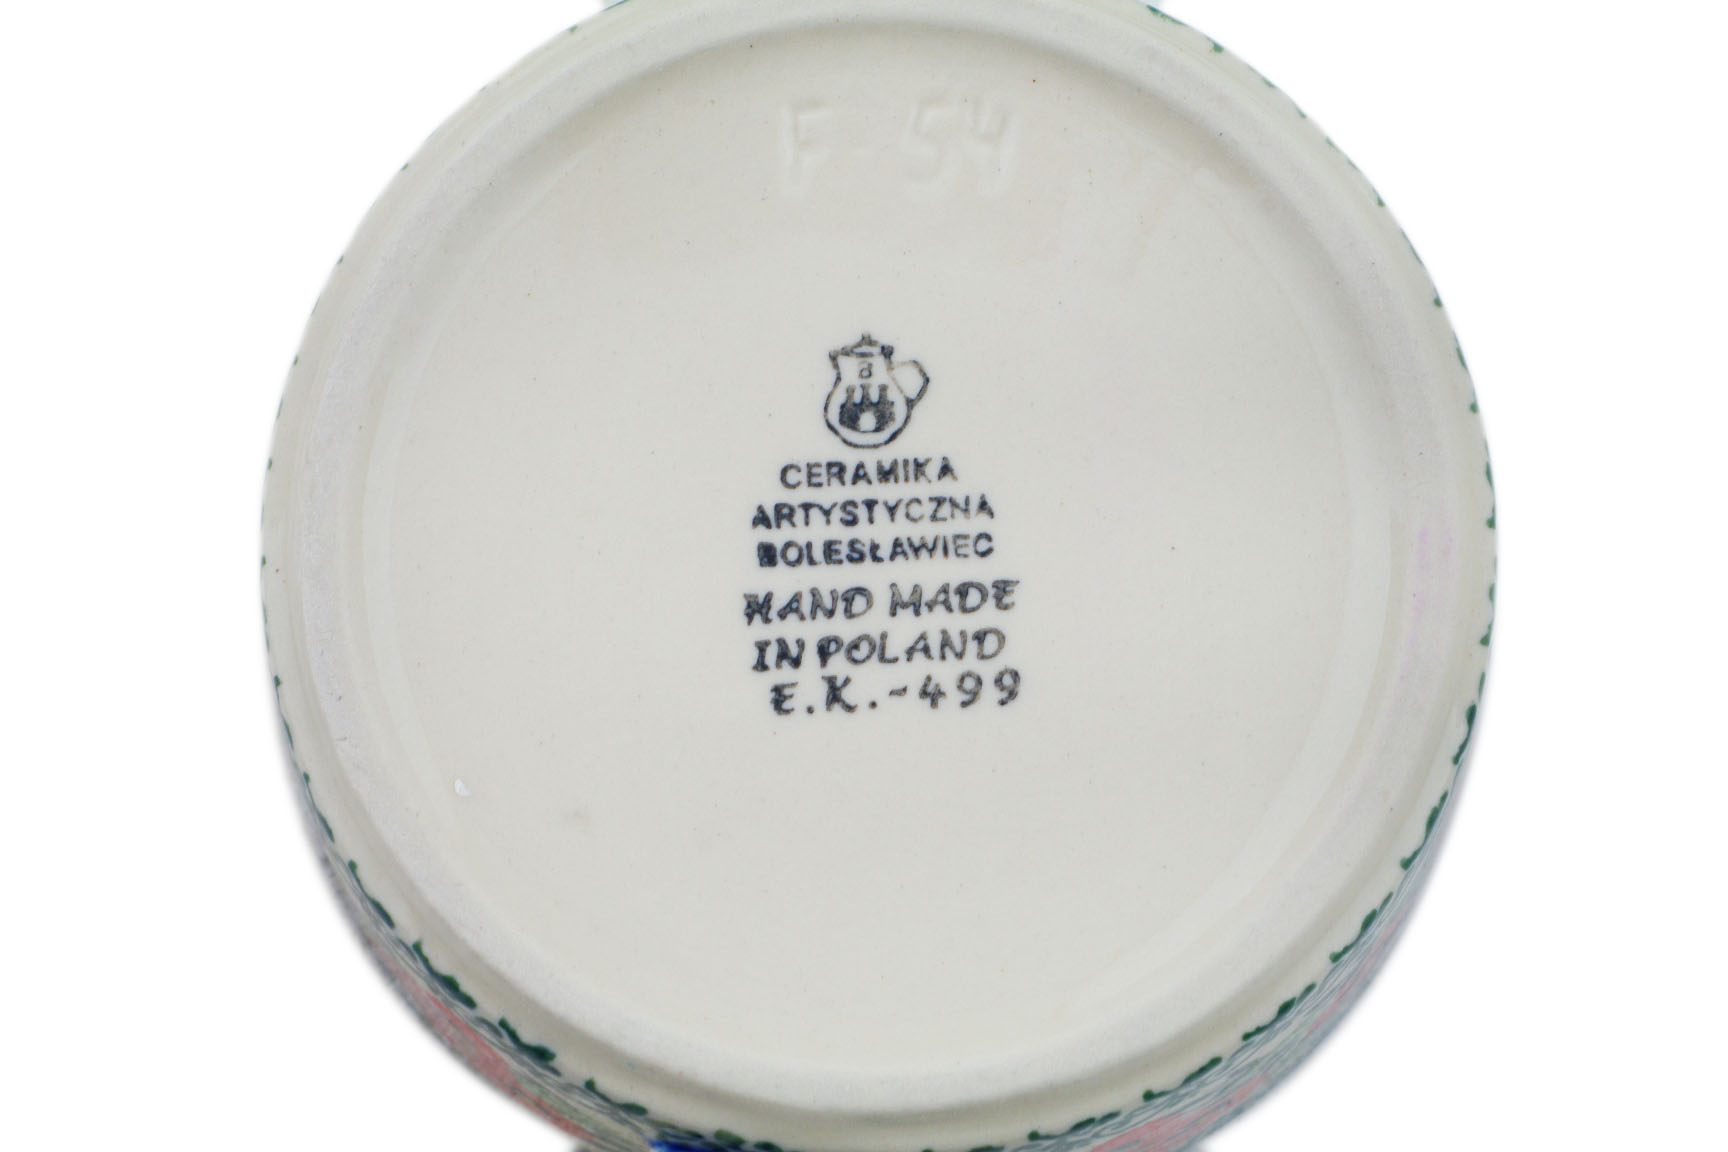 F-54
B
CERAMIKA
ARTYSTYCZNA
BOLESŁAWIEC
HAND MADE
IN POLAND
E.K.-499